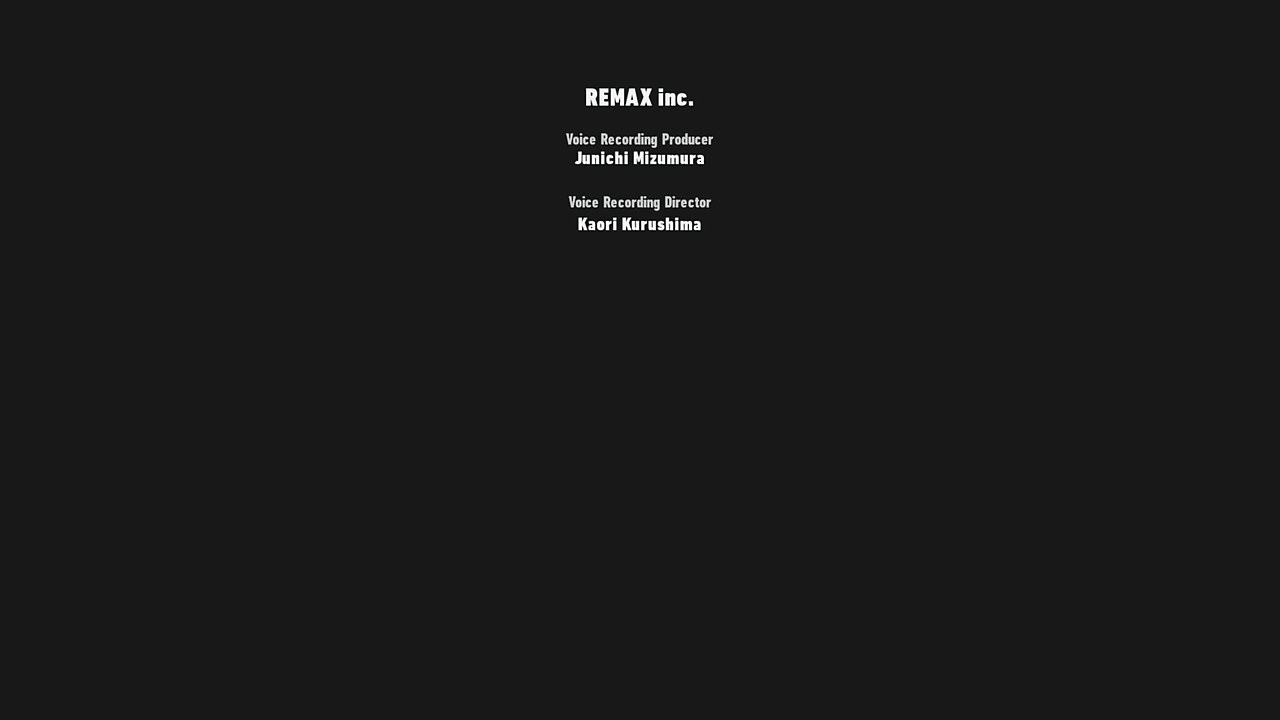 REMAX inc.
Voice Recording Producer
Junichi Mizumura
Voice Recording Director
Kaori Kurushima